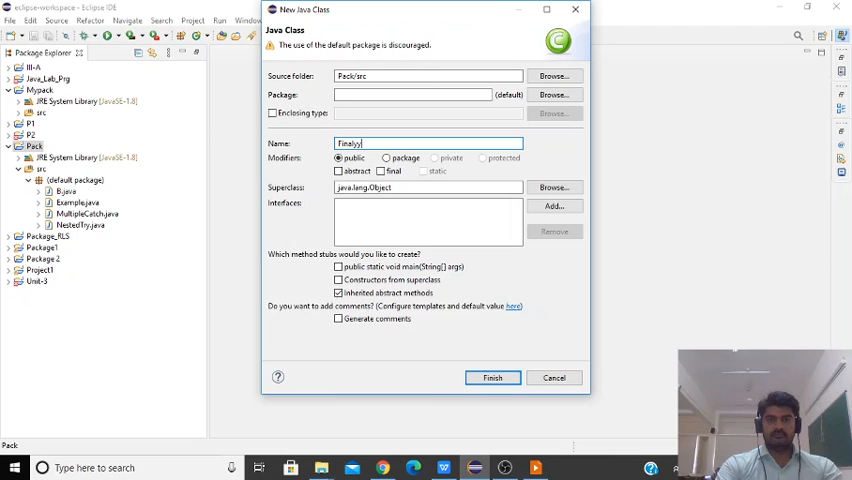 eclipse-workspace - Eclipse IDE
File Edit Source Refactor Navigate Search Project Run Window
New Java Class
Java Class
The use of the default package is discouraged.
Package Explorer
III-A
Java_Lab_Prg
Mypack
JRE System Library [JavaSE-1.8]
src
P1
P2
Pack
JRE System Library [JavaSE-1.8]
src
(default package)
B.java
Example.java
MultipleCatch.java
NestedTry.java
Package_RLS
Package1
Package 2
Project1
Unit-3
Source folder: Pack/src Browse...
Package: (default) Browse...
Enclosing type: Browse...
Name: Finalyy
Modifiers: public package private protected
abstract final static
Superclass: java.lang.Object Browse...
Interfaces: Add...
Remove
Which method stubs would you like to create?
public static void main(String[] args)
Constructors from superclass
Inherited abstract methods
Do you want to add comments? (Configure templates and default value here)
Generate comments
? Finish Cancel
Pack
Type here to search